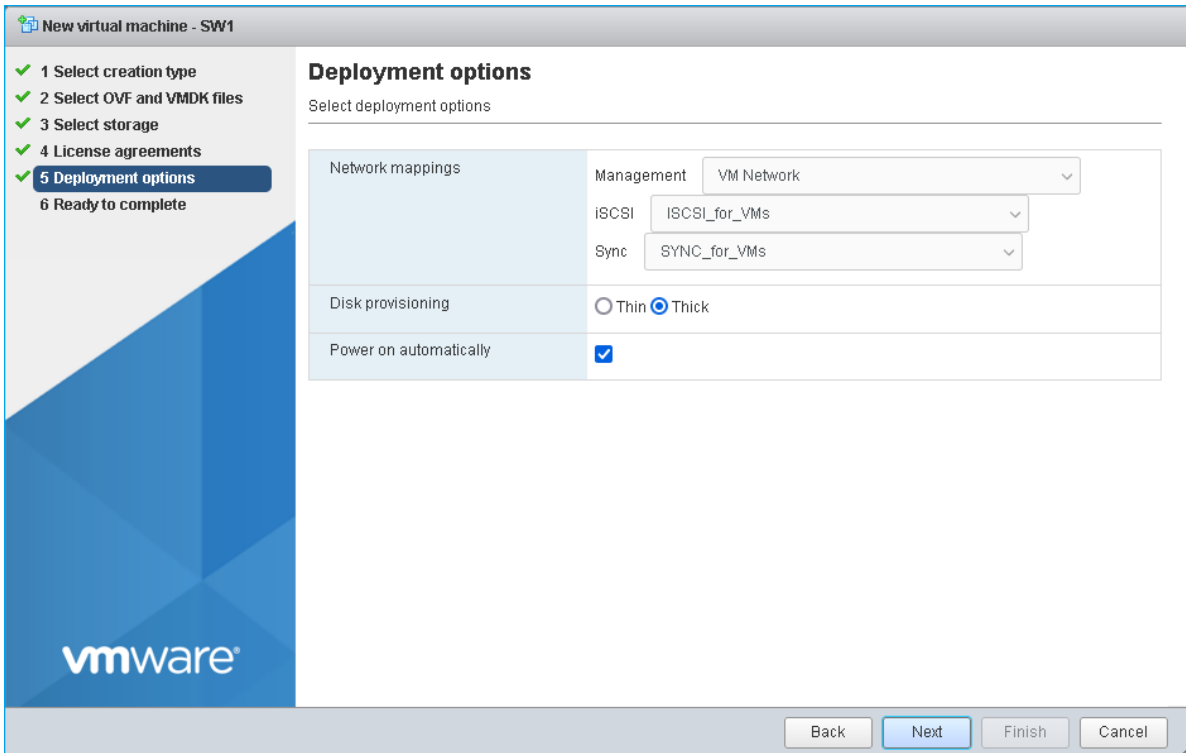 New virtual machine - SW1
1 Select creation type
2 Select OVF and VMDK files
3 Select storage
4 License agreements
5 Deployment options
6 Ready to complete
vmware®
Deployment options
Select deployment options
Network mappings
Management VM Network
iSCSI ISCSI_for_VMs
Sync SYNC_for_VMs
Disk provisioning
Thin Thick
Power on automatically
Back Next Finish Cancel